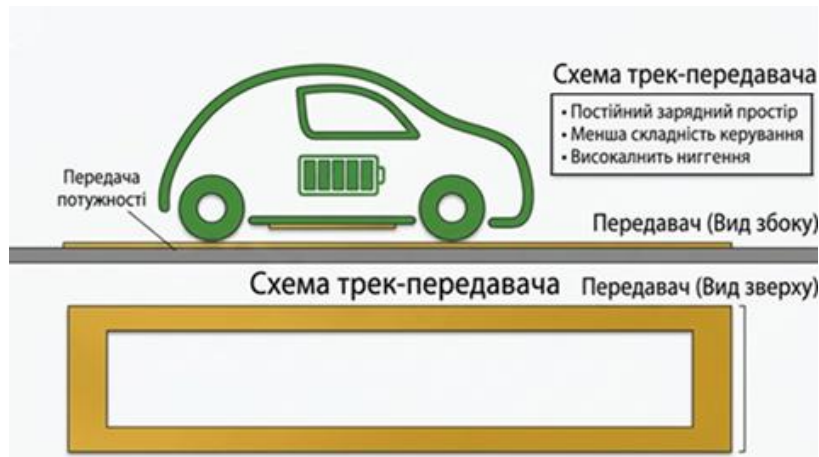 Схема трек-передавача
• Постійний зарядний простір
• Менша складність керування
• Високалнить ниггення
Передача
потужності
Передавач (Вид збоку)
Схема трек-передавача
Передавач (Вид зверху)